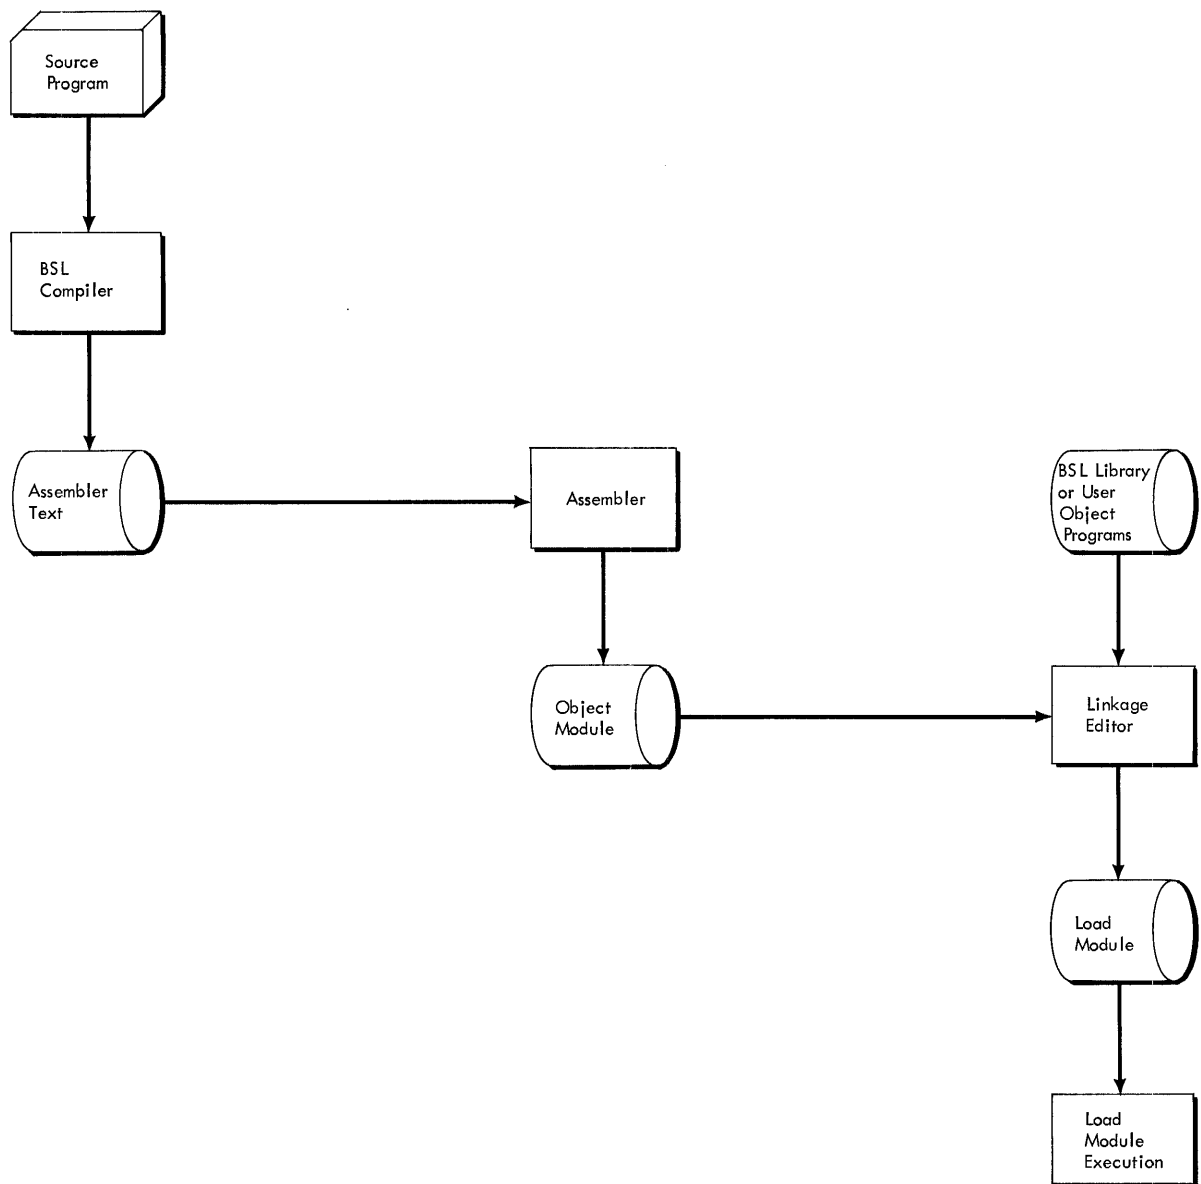 Source
Program
BSL
Compiler
Assembler
Text
Assembler
BSL Library
or User
Object
Programs
Object
Module
Linkage
Editor
Load
Module
Load
Module
Execution